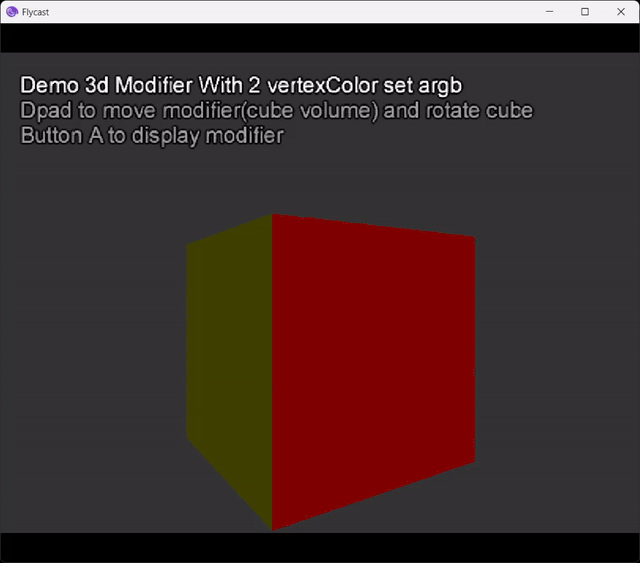 Flycast
Demo 3d Modifier With 2 vertexColor set argb
Dpad to move modifier(cube volume) and rotate cube
Button A to display modifier